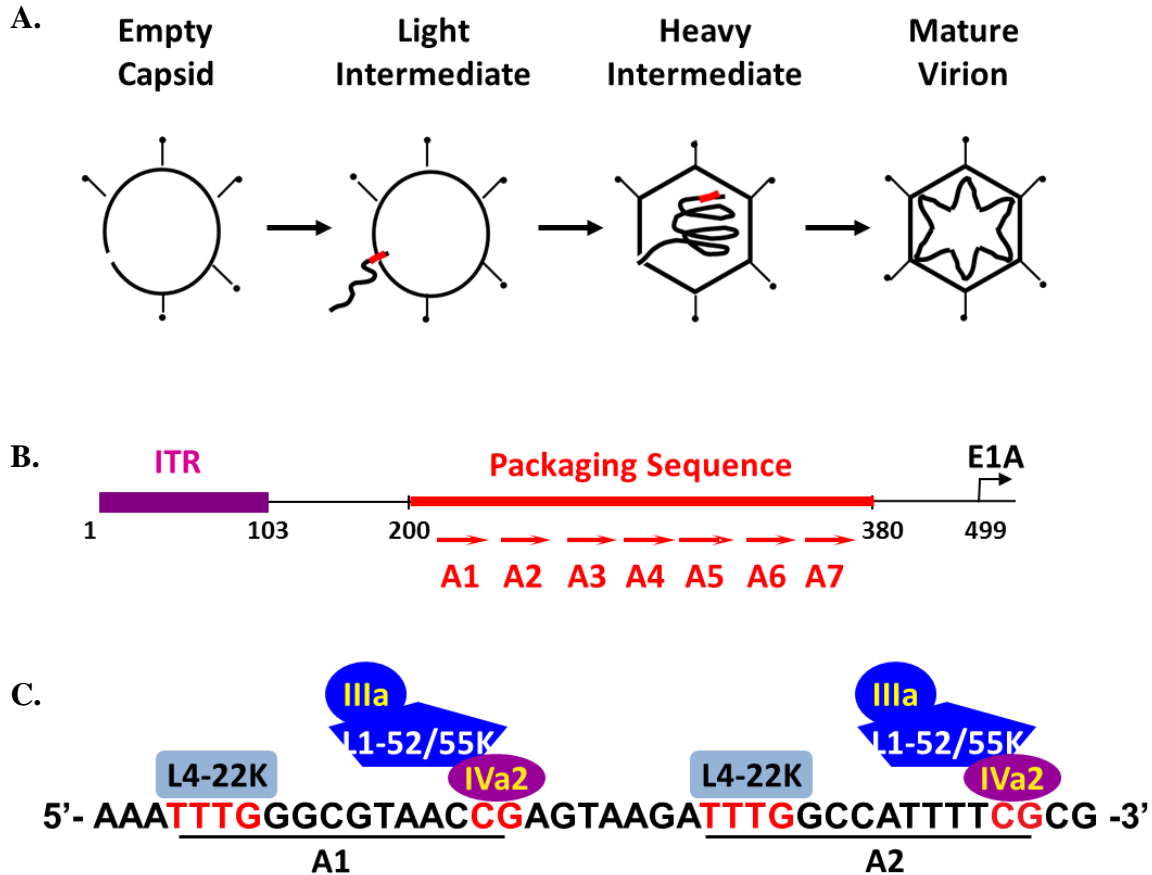 A.
Empty Capsid
Light Intermediate
Heavy Intermediate
Mature Virion
B.
ITR
Packaging Sequence
E1A
1
103
200
380
499
A1 A2 A3 A4 A5 A6 A7
C.
IIIa
IIIa
L1-52/55K
L1-52/55K
L4-22K
IVa2
L4-22K
IVa2
5’- AAATTTGGGCGTAACCGAGTAAGATTTGGCCATTTTCGCG -3’
A1
A2